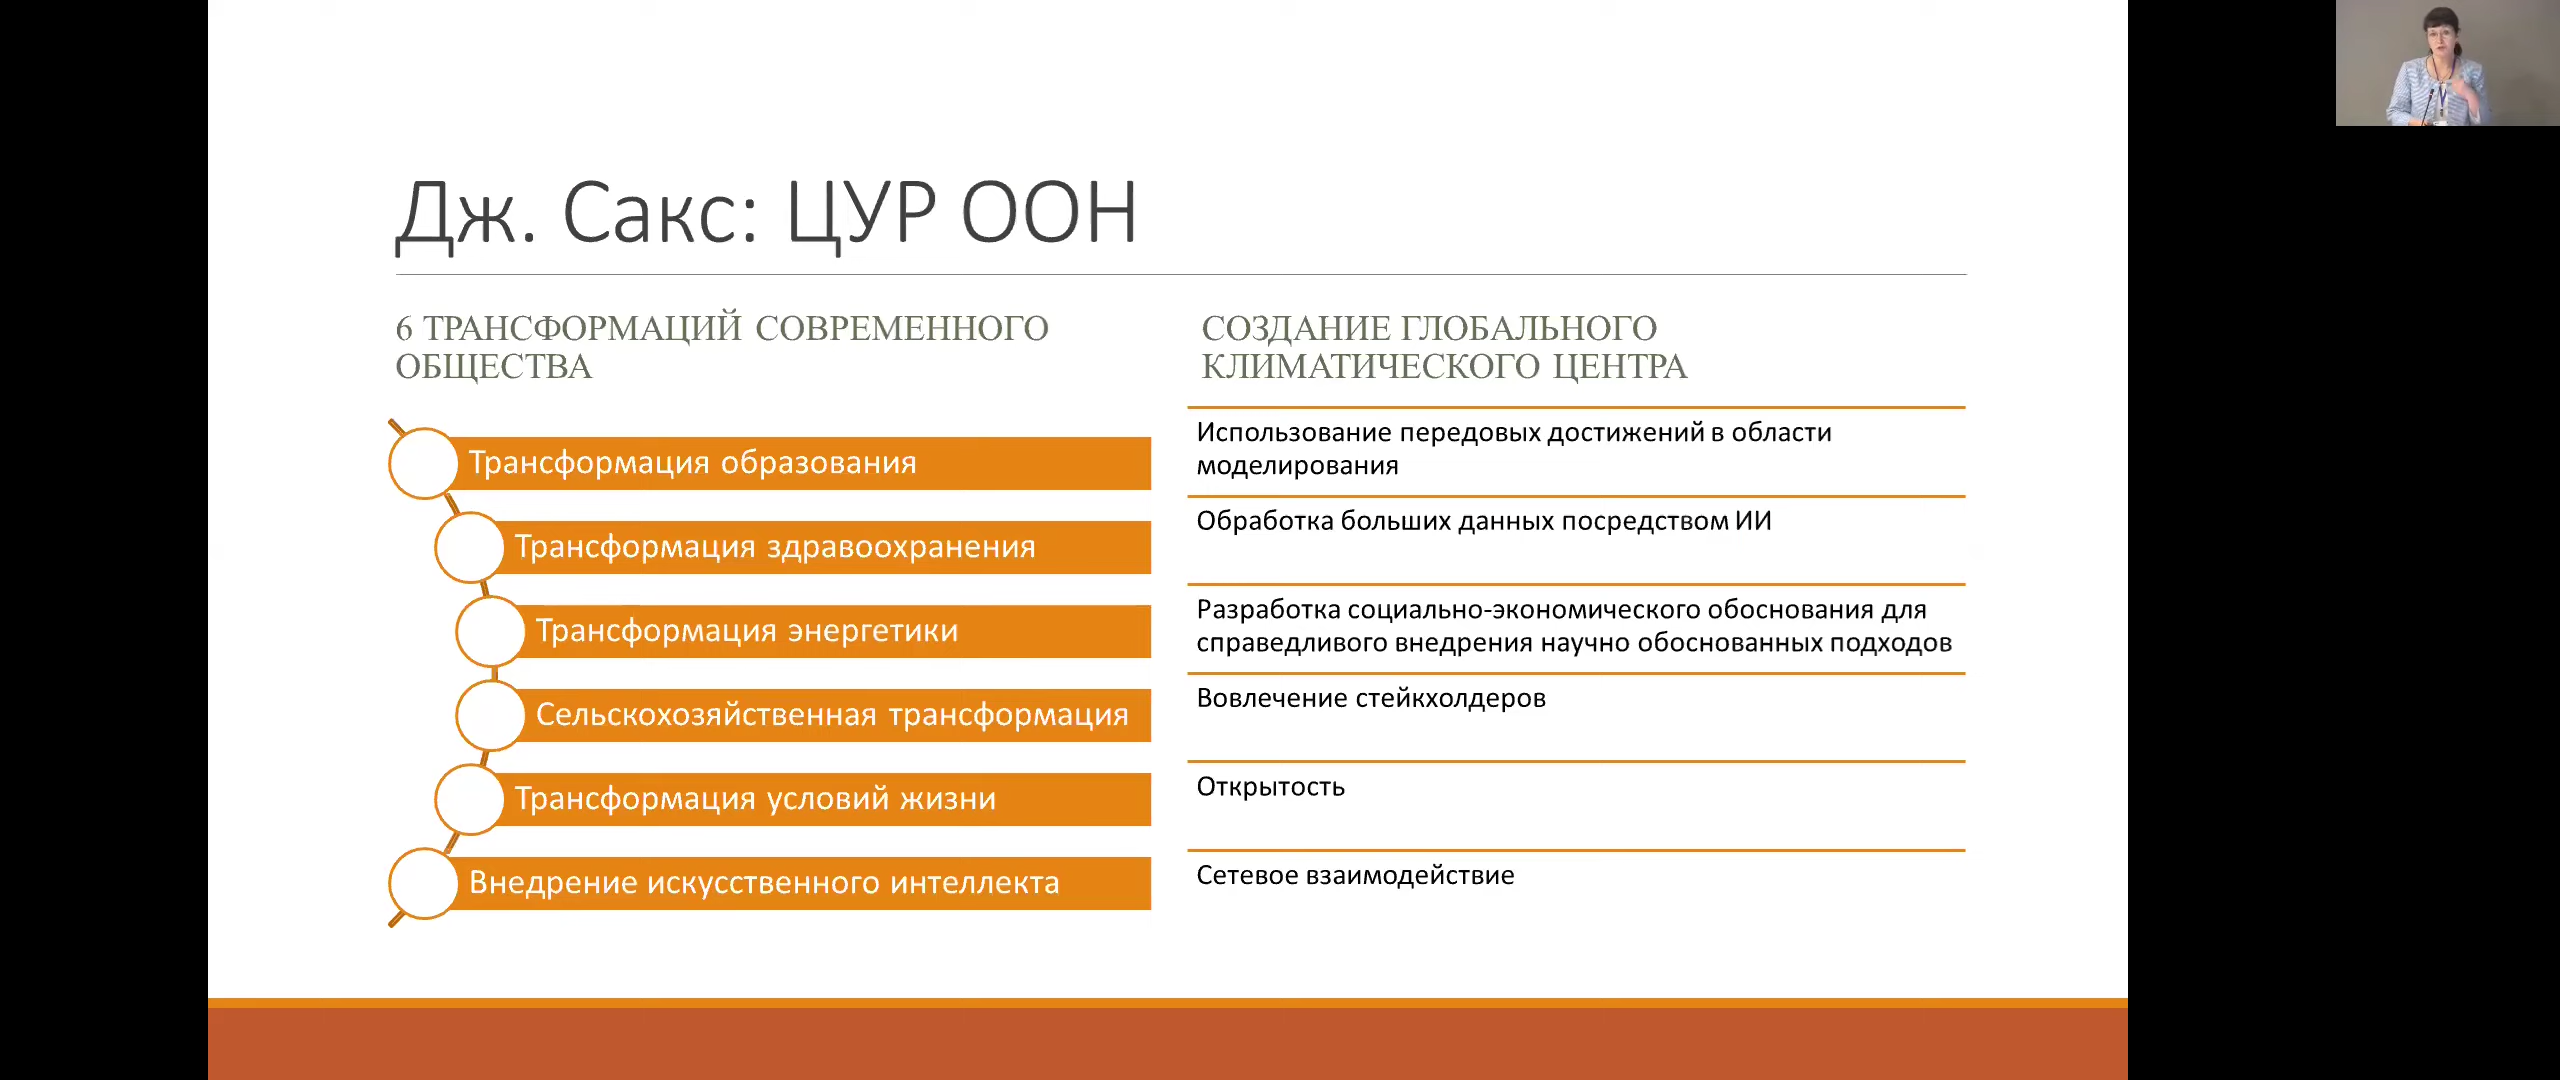 Дж. Сакс: ЦУР ООН
6 ТРАНСФОРМАЦИЙ СОВРЕМЕННОГО
ОБЩЕСТВА
Трансформация образования
Трансформация здравоохранения
Трансформация энергетики
Сельскохозяйственная трансформация
Трансформация условий жизни
Внедрение искусственного интеллекта
СОЗДАНИЕ ГЛОБАЛЬНОГО
КЛИМАТИЧЕСКОГО ЦЕНТРА
Использование передовых достижений в области
моделирования
Обработка больших данных посредством ИИ
Разработка социально-экономического обоснования для
справедливого внедрения научно обоснованных подходов
Вовлечение стейкхолдеров
Открытость
Сетевое взаимодействие